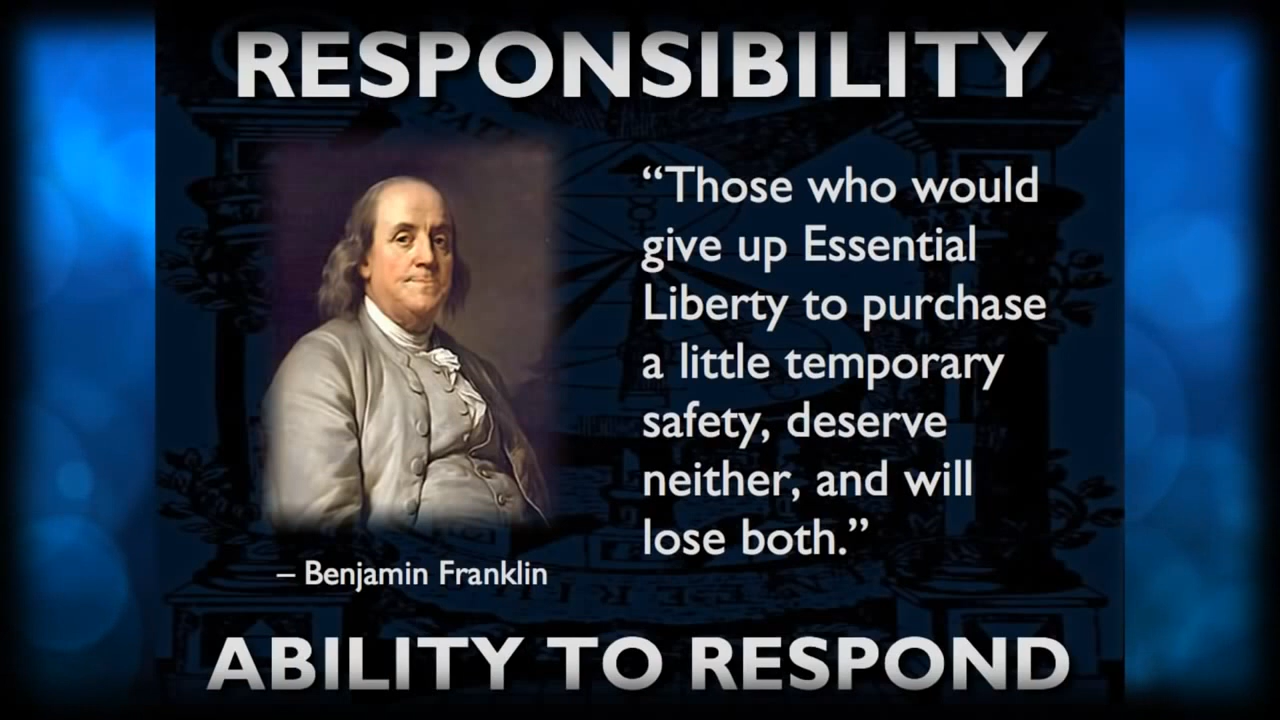 RESPONSIBILITY
“Those who would
give up Essential
Liberty to purchase
a little temporary
safety, deserve
neither, and will
lose both.”
– Benjamin Franklin
ABILITY TO RESPOND